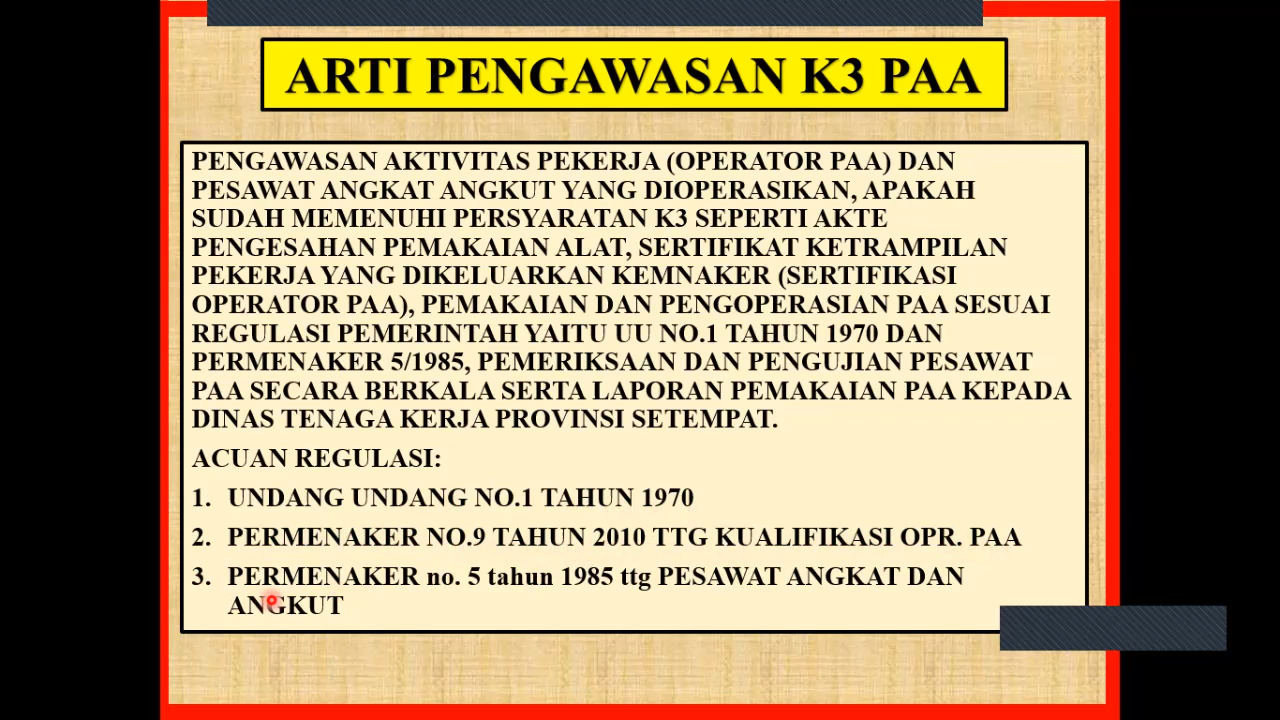 ARTI PENGAWASAN K3 PAA
PENGAWASAN AKTIVITAS PEKERJA (OPERATOR PAA) DAN
PESAWAT ANGKAT ANGKUT YANG DIOPERASIKAN, APAKAH
SUDAH MEMENUHI PERSYARATAN K3 SEPERTI AKTE
PENGESAHAN PEMAKAIAN ALAT, SERTIFIKAT KETRAMPILAN
PEKERJA YANG DIKELUARKAN KEMNAKER (SERTIFIKASI
OPERATOR PAA), PEMAKAIAN DAN PENGOPERASIAN PAA SESUAI
REGULASI PEMERINTAH YAITU UU NO.1 TAHUN 1970 DAN
PERMENAKER 5/1985, PEMERIKSAAN DAN PENGUJIAN PESAWAT
PAA SECARA BERKALA SERTA LAPORAN PEMAKAIAN PAA KEPADA
DINAS TENAGA KERJA PROVINSI SETEMPAT.
ACUAN REGULASI:
1. UNDANG UNDANG NO.1 TAHUN 1970
2. PERMENAKER NO.9 TAHUN 2010 TTG KUALIFIKASI OPR. PAA
3. PERMENAKER no. 5 tahun 1985 ttg PESAWAT ANGKAT DAN
ANGKUT